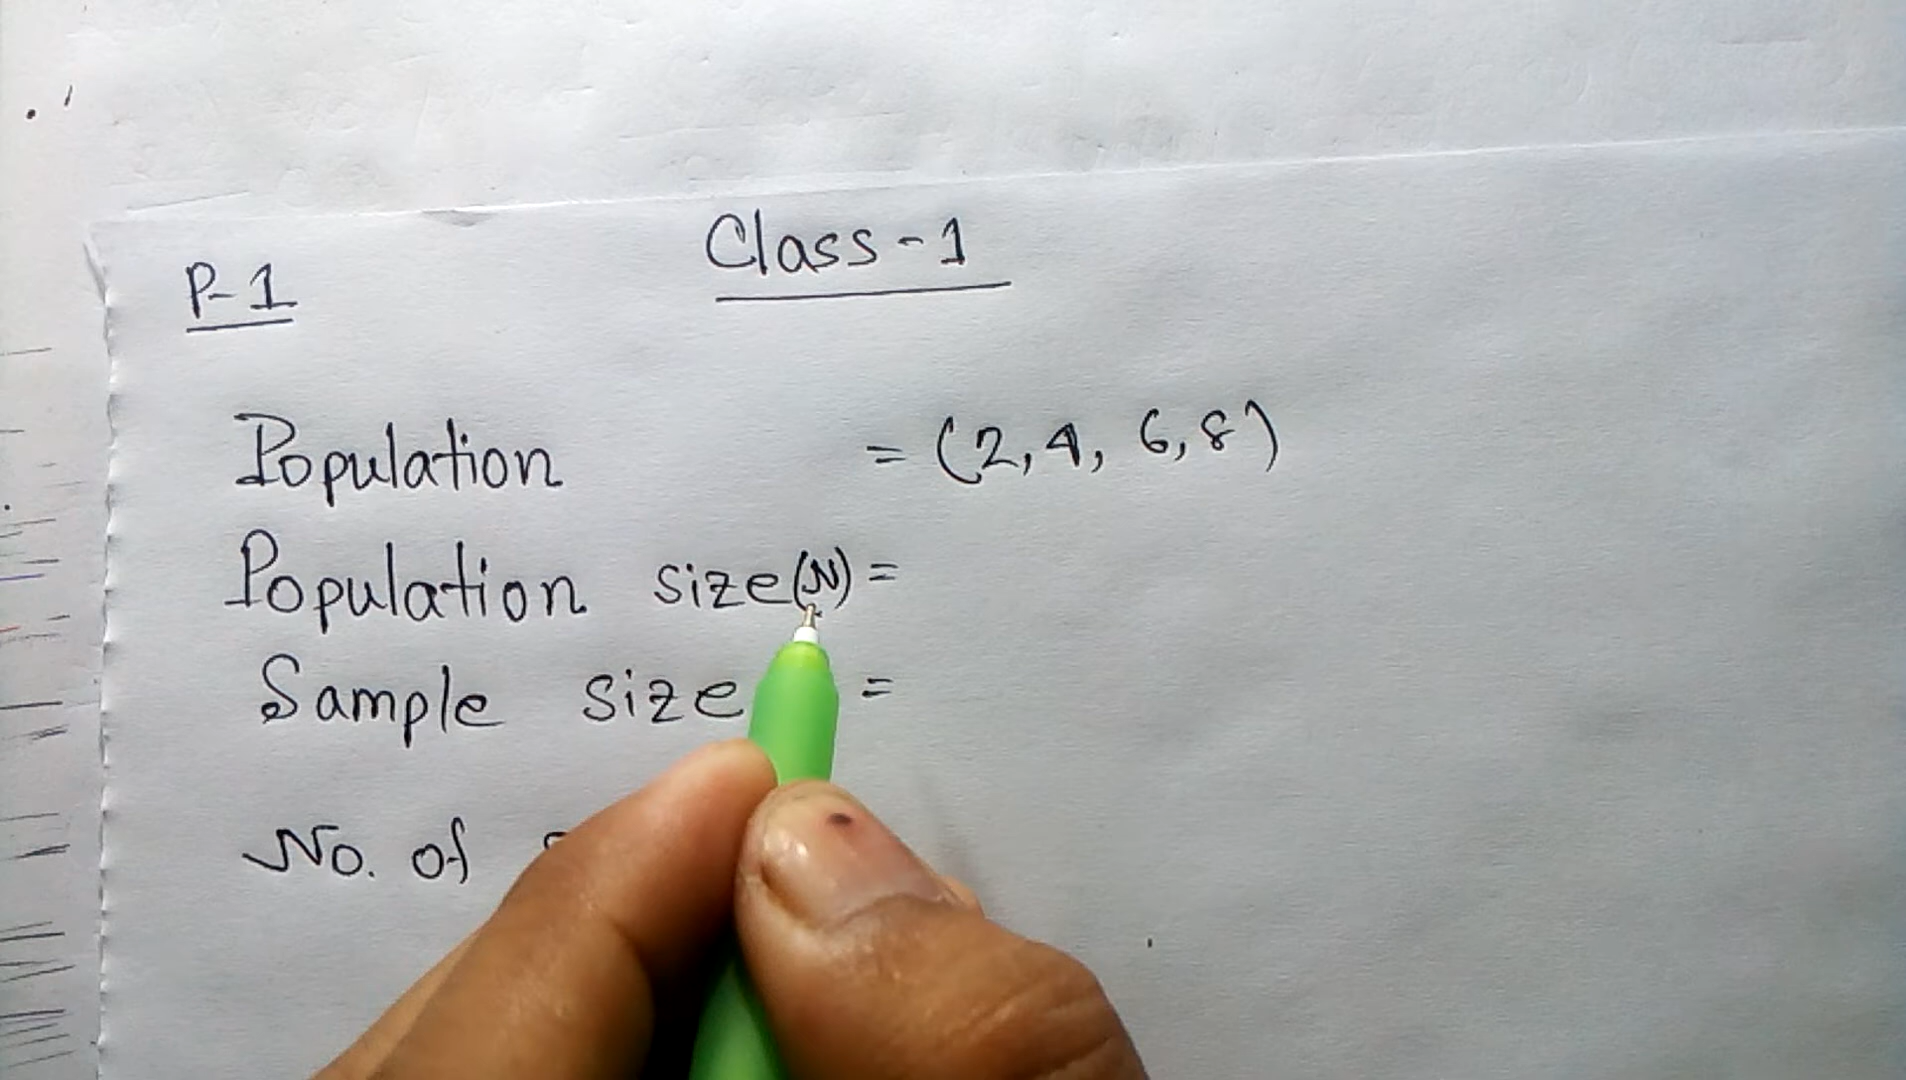 Class-1
P-1
Population = (2,4, 6,8)
Population size(N) =
Sample size =
No. of